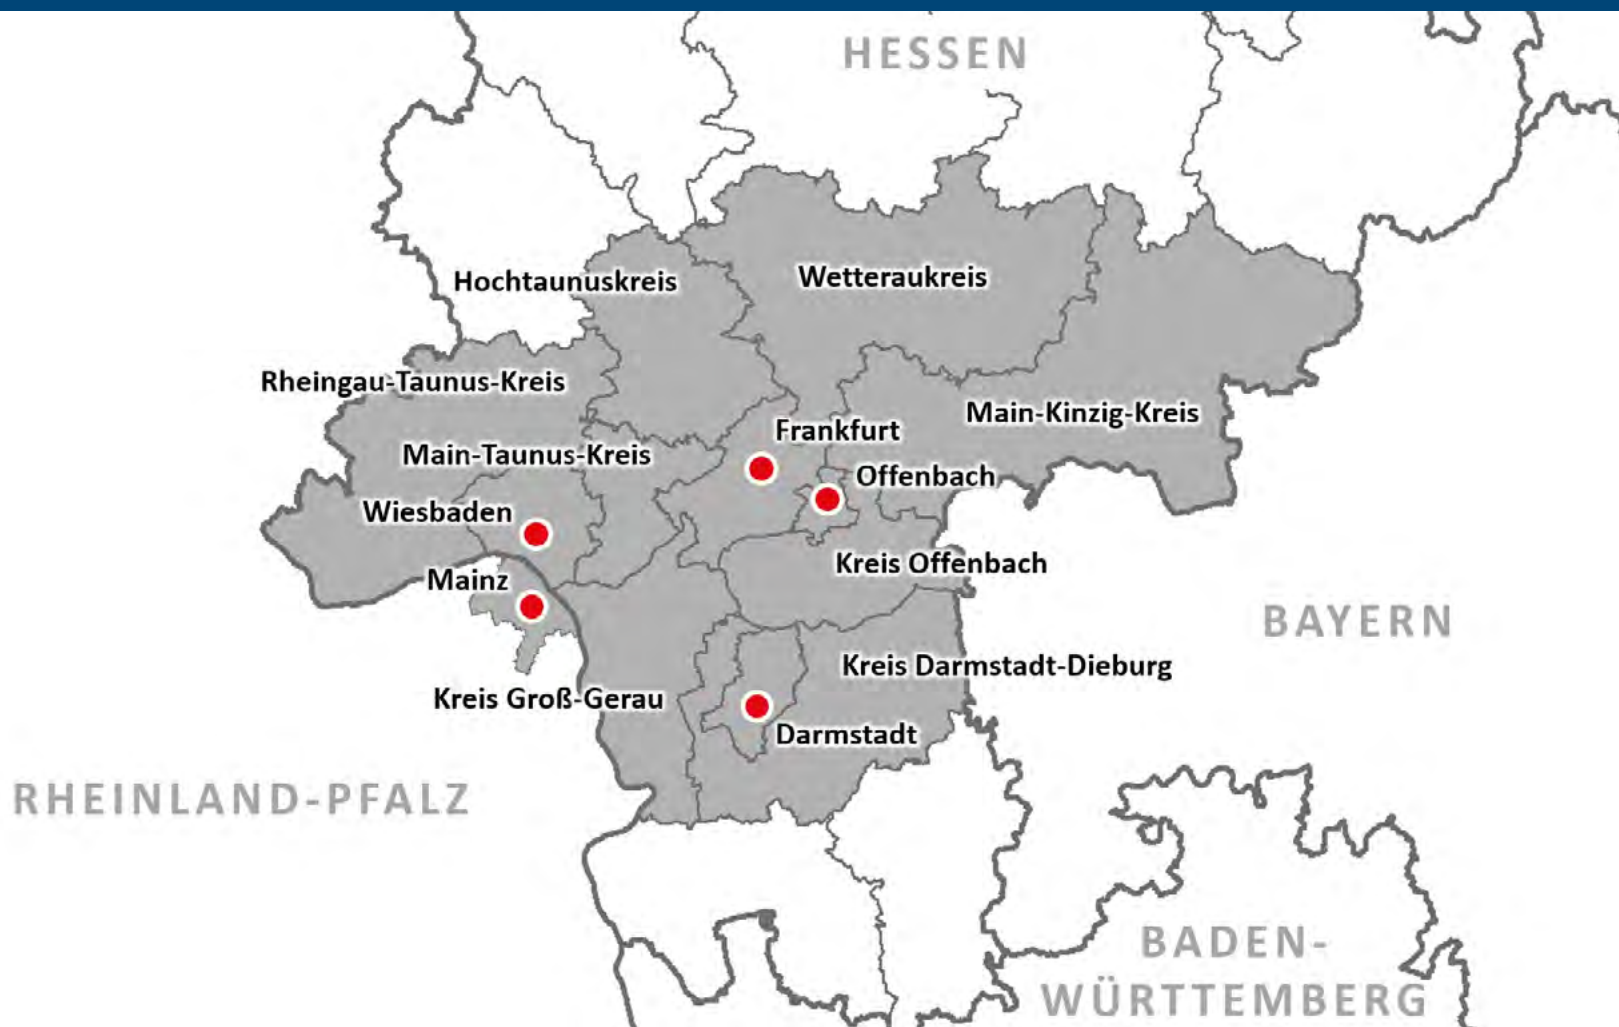 HESSEN
Hochtaunuskreis
Wetteraukreis
Rheingau-Taunus-Kreis
Main-Kinzig-Kreis
Frankfurt
Main-Taunus-Kreis
Offenbach
Wiesbaden
Kreis Offenbach
Mainz
BAYERN
Kreis Darmstadt-Dieburg
Kreis Groß-Gerau
Darmstadt
RHEINLAND-PFALZ
BADEN-
WÜRTTEMBERG